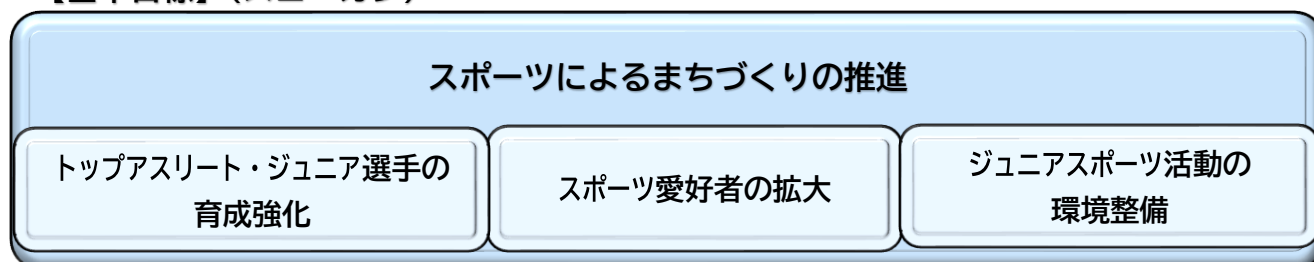 スポーツによるまちづくりの推進
トップアスリート・ジュニア選手の
育成強化
スポーツ愛好者の拡大
ジュニアスポーツ活動の
環境整備